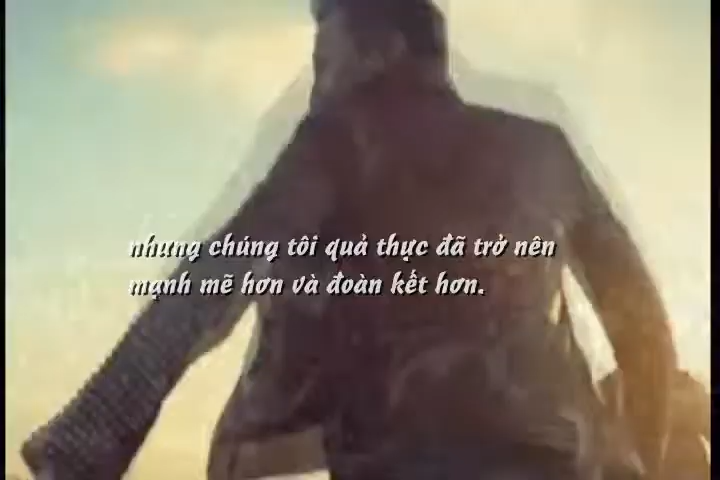 nhưng chúng tôi quả thực đã trở nên
mạnh mẽ hơn và đoàn kết hơn.